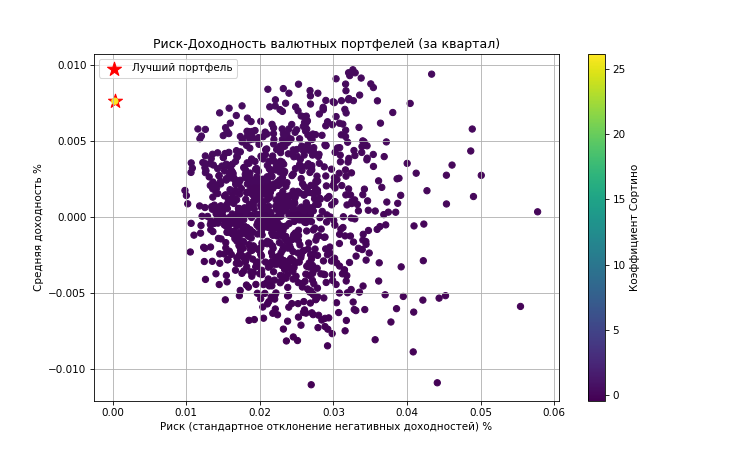 Риск-Доходность валютных портфелей (за квартал)
Лучший портфель
0.010
0.005
0.000
−0.005
−0.010
Средняя доходность %
0.00 0.01 0.02 0.03 0.04 0.05 0.06
Риск (стандартное отклонение негативных доходностей) %
25
20
15
10
5
0
Коэффициент Сортино